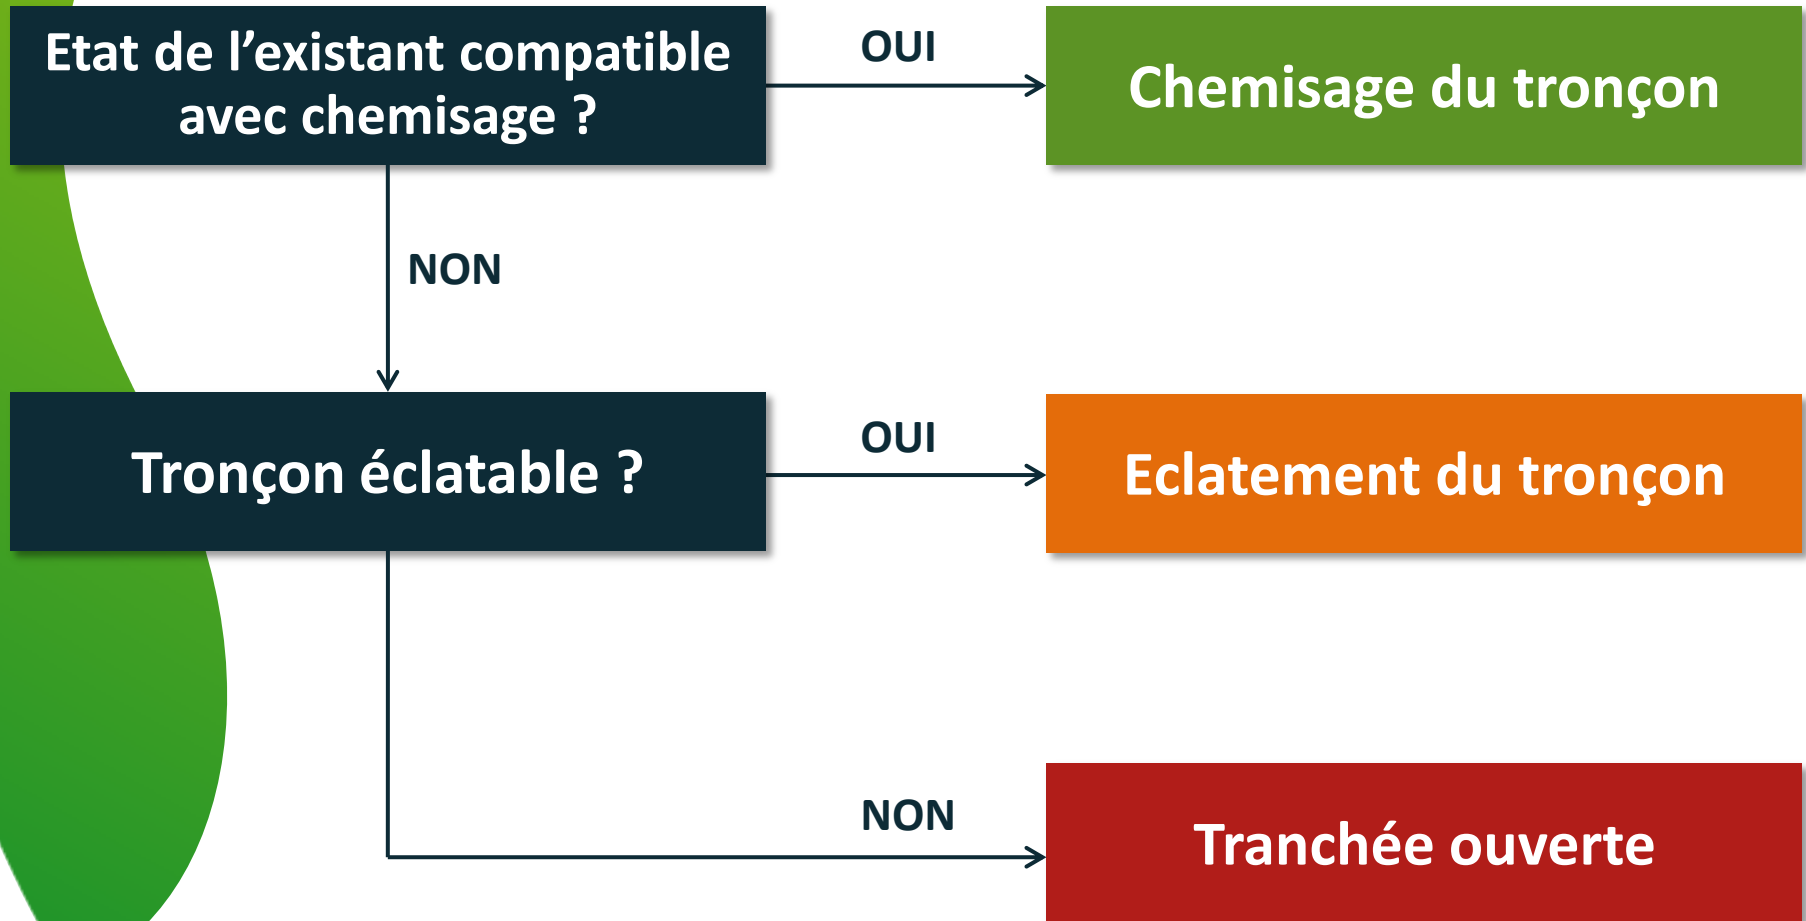 Etat de l’existant compatible
avec chemisage ?
OUI
Chemisage du tronçon
NON
Tronçon éclatable ?
OUI
Eclatement du tronçon
NON
Tranchée ouverte